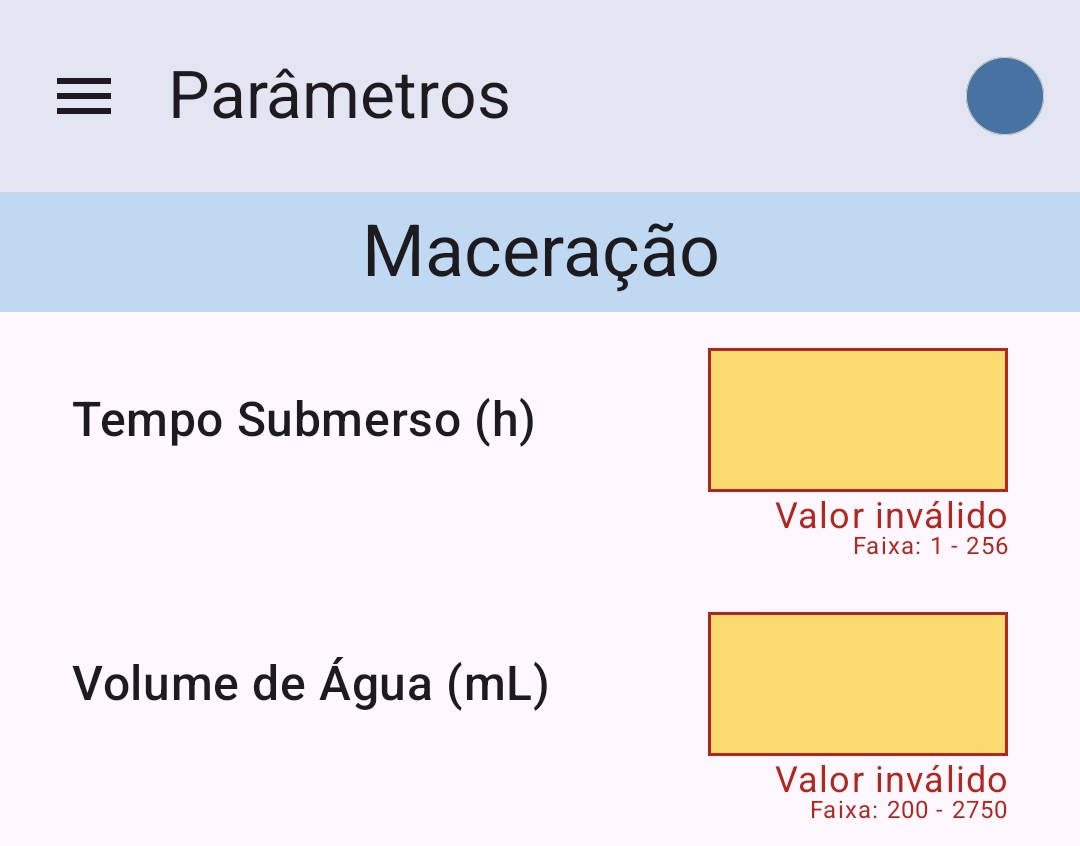 Parâmetros
Maceração
Tempo Submerso (h)
Valor inválido
Faixa: 1 - 256
Volume de Água (mL)
Valor inválido
Faixa: 200 - 2750